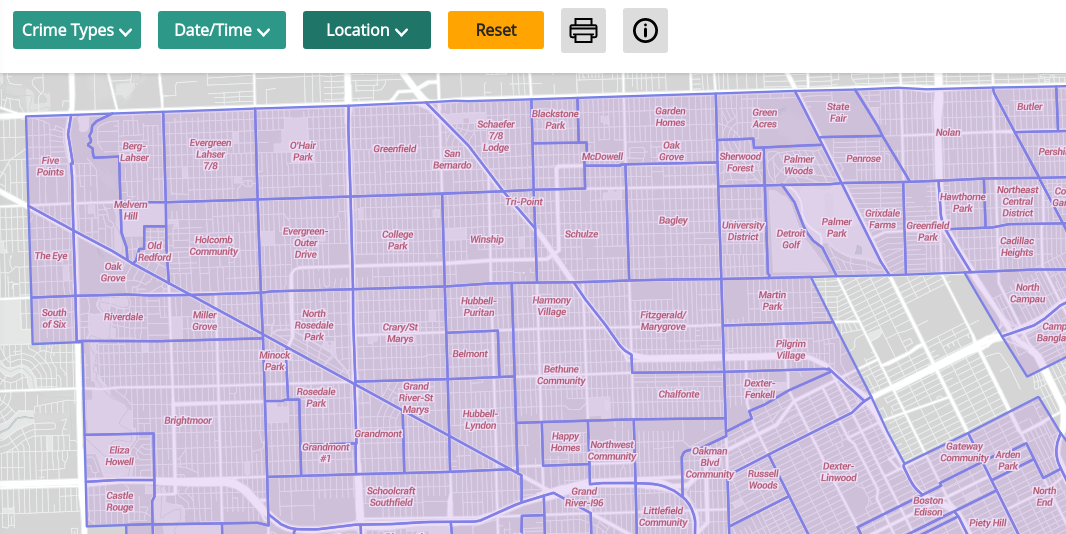 Crime Types
Date/Time
Location
Reset
Five
Points
Berg-
Lahser
Evergreen
Lahser
7/8
O'Hair
Park
Greenfield
San
Bernardo
Schaefer
7/8
Lodge
Blackstone
Park
Garden
Homes
McDowell
Oak
Grove
Green
Acres
State
Fair
Nolan
Butler
Sherwood
Forest
Palmer
Woods
Penrose
Melvern
Hill
Tri-Point
Old
Redford
Holcomb
Community
Evergreen-
Outer
Drive
College
Park
Winship
Schulze
Bagley
University
District
Detroit
Golf
Palmer
Park
Grixdale
Farms
Greenfield
Park
Hawthorne
Park
Northeast
Central
District
Cadillac
Heights
The Eye
Oak
Grove
South
of Six
Riverdale
Miller
Grove
North
Rosedale
Park
Crary/St
Marys
Hubbell-
Puritan
Harmony
Village
Fitzgerald/
Marygrove
Martin
Park
North
Campau
Minock
Park
Belmont
Pilgrim
Village
Bethune
Community
Rosedale
Park
Grand
River-St
Marys
Chalfonte
Dexter-
Fenkell
Brightmoor
Hubbell-
Lyndon
Grandmont
Grandmont
#1
Happy
Homes
Northwest
Community
Oakman
Blvd
Community
Eliza
Howell
Russell
Woods
Dexter-
Linwood
Gateway
Community
Arden
Park
Castle
Rouge
Schoolcraft
Southfield
Grand
River-I96
Littlefield
Community
Boston
Edison
North
End
Piety Hill